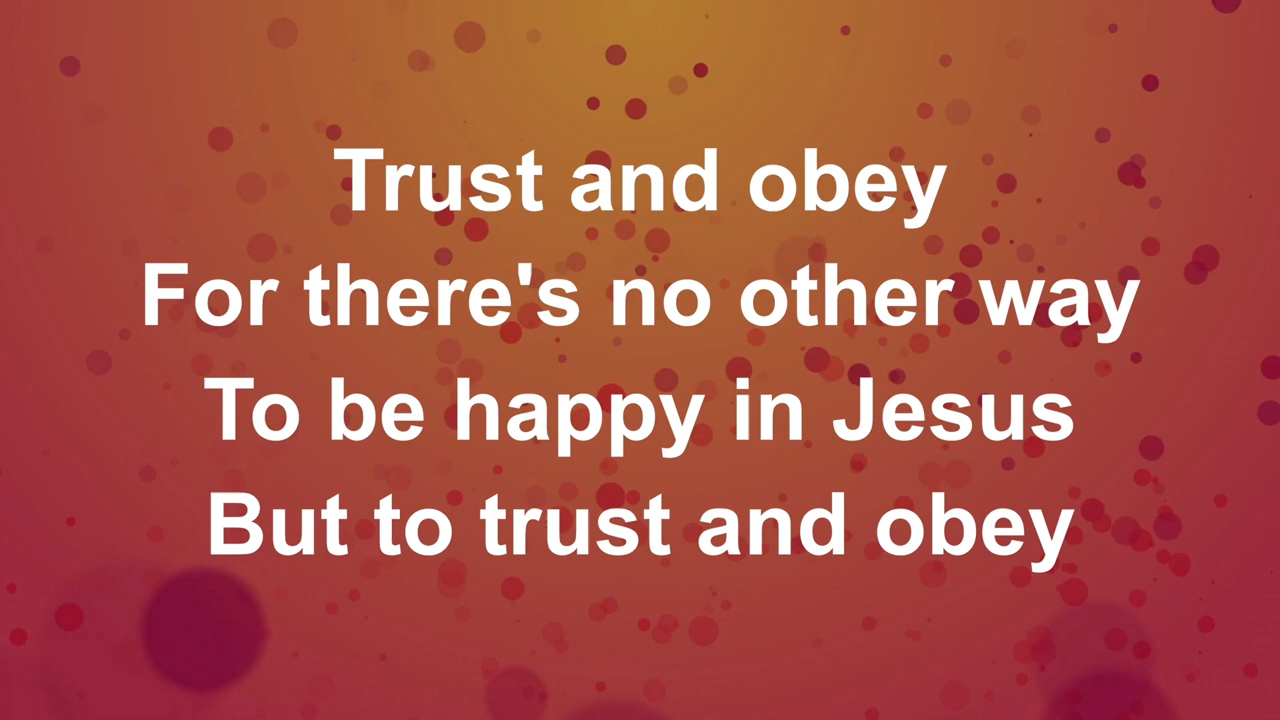 Trust and obey
For there's no other way
To be happy in Jesus
But to trust and obey